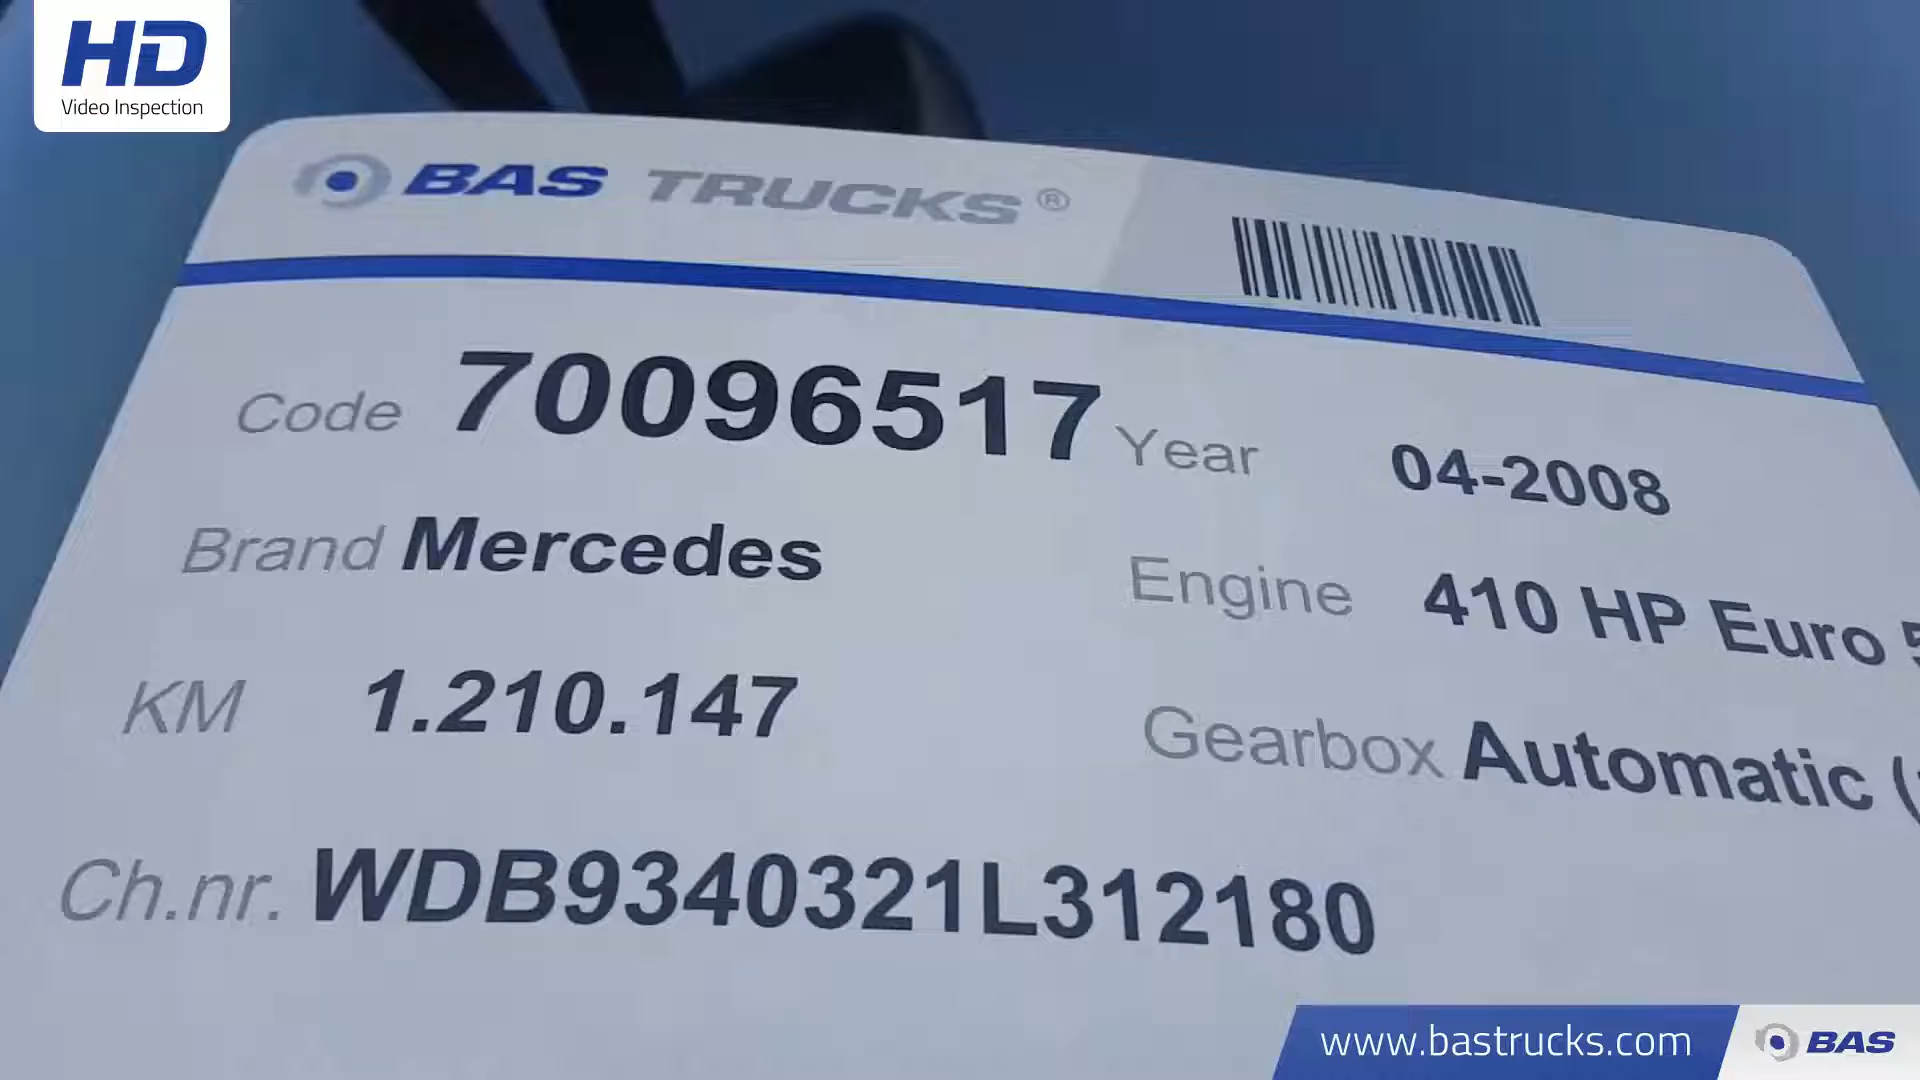 HD
Video Inspection
BAS TRUCKS®
Code 70096517 Year 04-2008
Brand Mercedes Engine 410 HP Euro 5
KM 1.210.147 Gearbox Automatic (
Ch.nr. WDB9340321L312180
www.bastrucks.com BAS